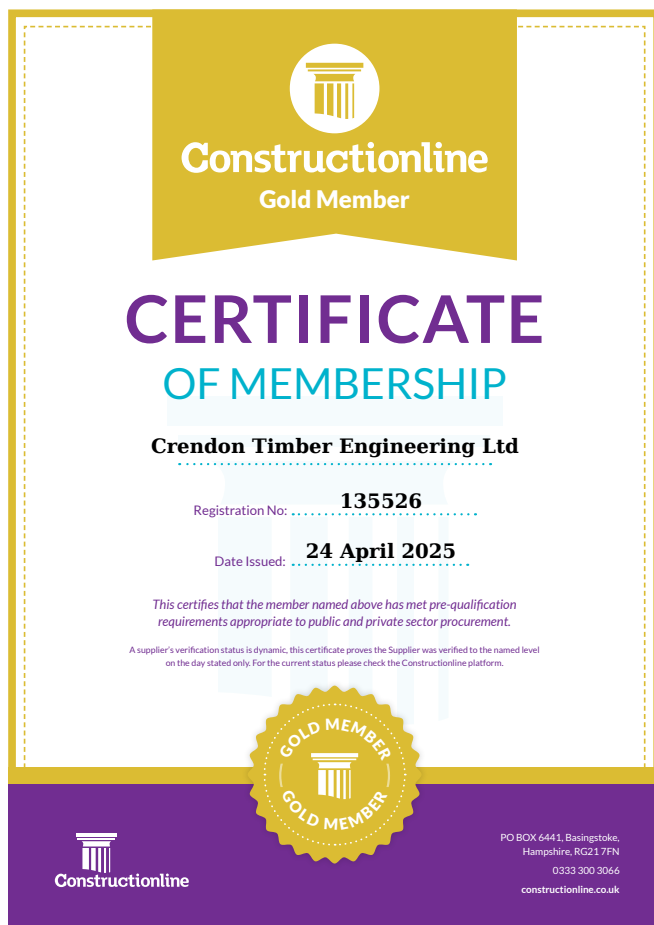 Constructionline
Gold Member
CERTIFICATE
OF MEMBERSHIP
Crendon Timber Engineering Ltd
Registration No: 135526
Date Issued: 24 April 2025
This certifies that the member named above has met pre-qualification
requirements appropriate to public and private sector procurement.
A supplier's verification status is dynamic, this certificate proves the Supplier was verified to the named level
on the day stated only. For the current status please check the Constructionline platform.
GOLD MEMBER
GOLD MEMBER
Constructionline
PO BOX 6441, Basingstoke,
Hampshire, RG21 7FN
0333 300 3066
constructionline.co.uk